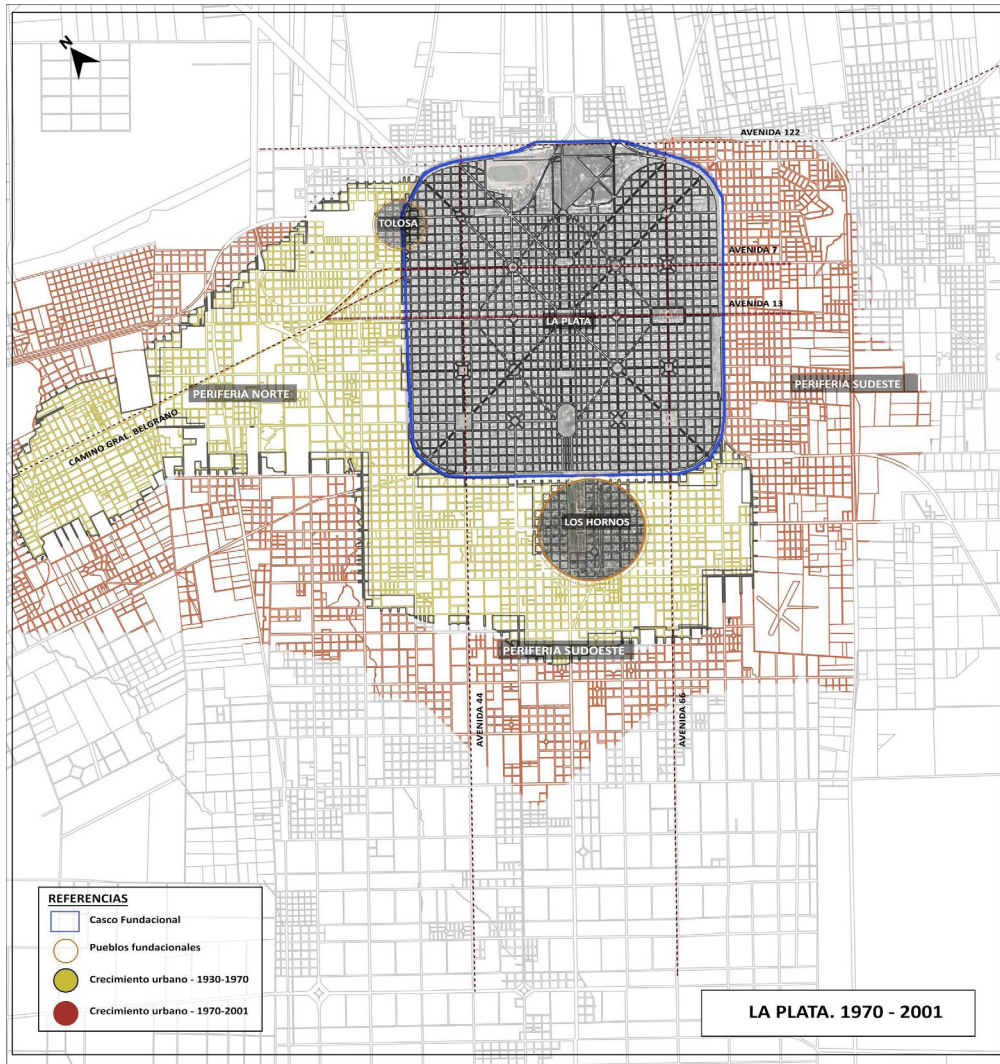 N
AVENIDA 122
TOLOSA
AVENIDA 7
AVENIDA 13
LA PLATA
PERIFERIA SUDESTE
PERIFERIA NORTE
CAMINO GRAL. BELGRANO
LOS HORNOS
PERIFERIA SUDOESTE
AVENIDA 44
AVENIDA 66
REFERENCIAS
Casco Fundacional
Pueblos fundacionales
Crecimiento urbano - 1930-1970
Crecimiento urbano - 1970-2001
LA PLATA. 1970 - 2001